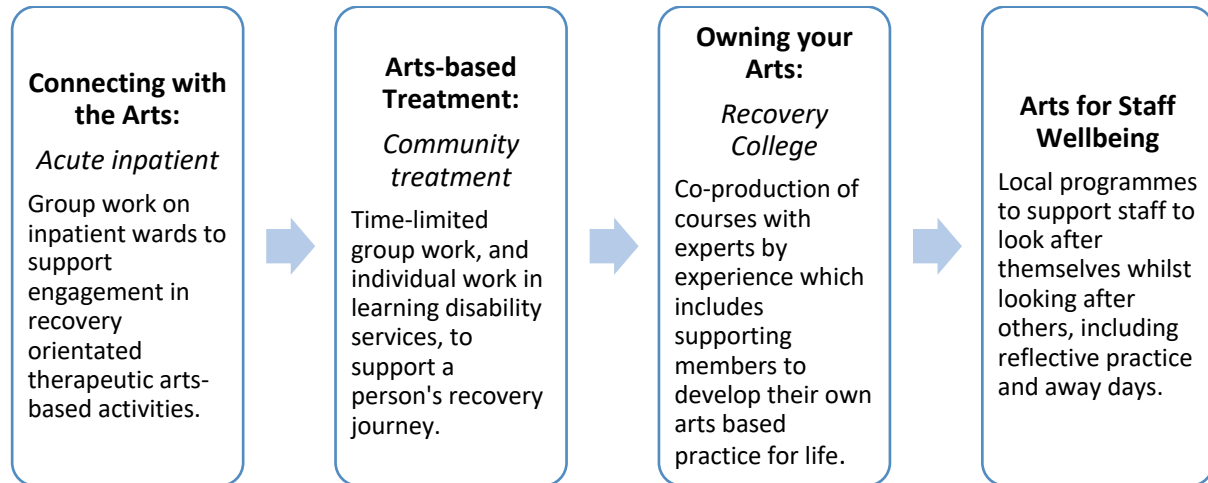 Connecting with
the Arts:
Acute inpatient
Group work on
inpatient wards to
support
engagement in
recovery
orientated
therapeutic arts-
based activities.
Arts-based
Treatment:
Community
treatment
Time-limited
group work, and
individual work in
learning disability
services, to
support a
person's recovery
journey.
Owning your
Arts:
Recovery
College
Co-production of
courses with
experts by
experience which
includes
supporting
members to
develop their own
arts based
practice for life.
Arts for Staff
Wellbeing
Local programmes
to support staff to
look after
themselves whilst
looking after
others, including
reflective practice
and away days.